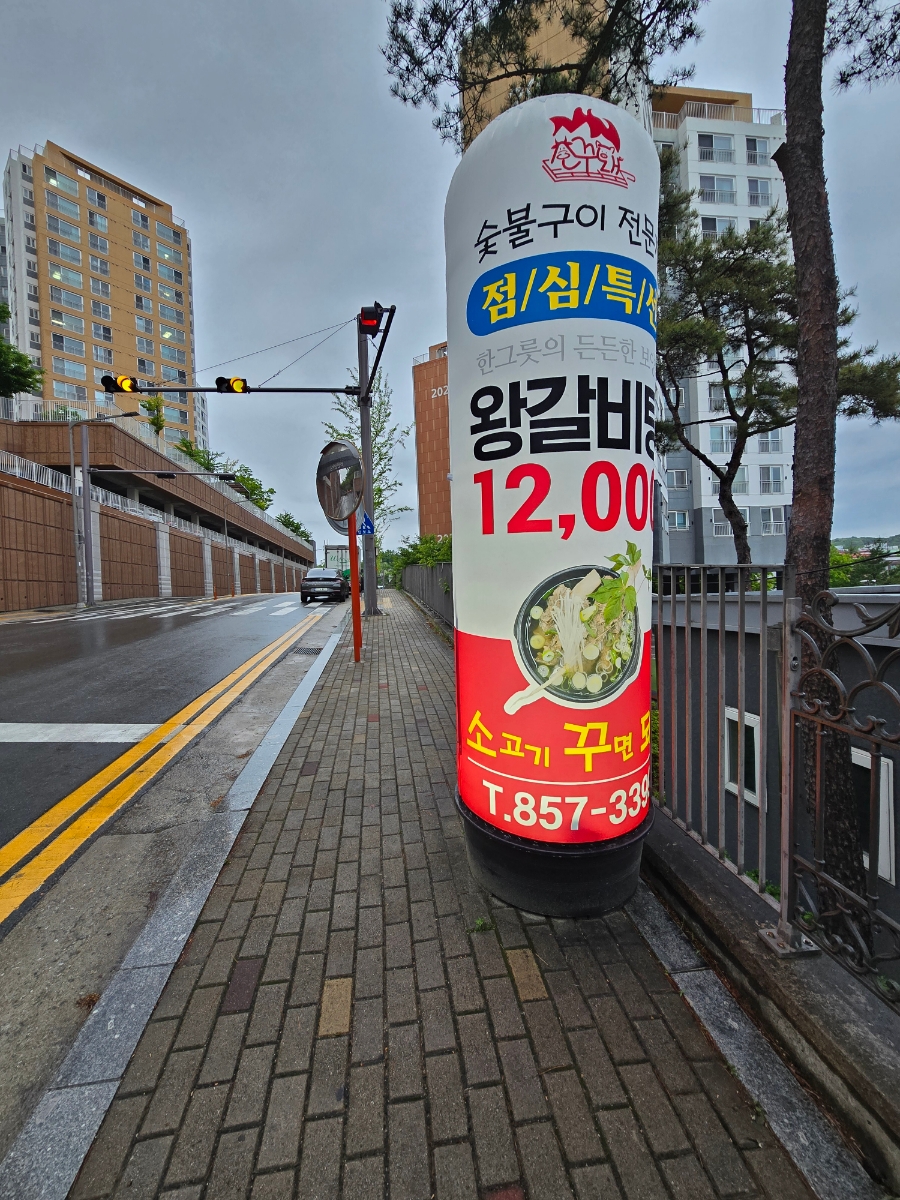 숯불구이 전문
점/심/특/선
한그릇의 든든한
왕갈비탕
12,000
소고기 꾸면
T.857-339
202